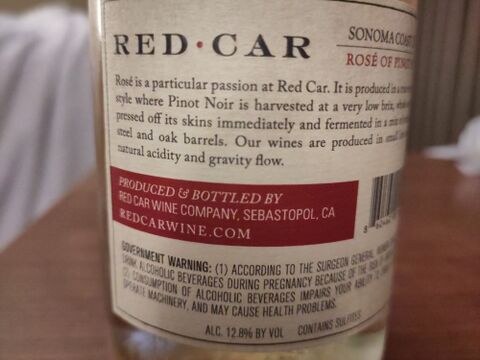 RED·CAR
SONOMA COAST
ROSÉ OF PINOT
Rosé is a particular passion at Red Car. It is produced in a
style where Pinot Noir is harvested at a very low brix, whole
pressed off its skins immediately and fermented in a mix of
steel and oak barrels. Our wines are produced in small
natural acidity and gravity flow.
PRODUCED & BOTTLED BY
RED CAR WINE COMPANY, SEBASTOPOL, CA
REDCARWINE.COM
GOVERNMENT WARNING: (1) ACCORDING TO THE SURGEON GENERAL, WOMEN
DRINK ALCOHOLIC BEVERAGES DURING PREGNANCY BECAUSE OF THE RISK OF
(2) CONSUMPTION OF ALCOHOLIC BEVERAGES IMPAIRS YOUR ABILITY TO
OPERATE MACHINERY, AND MAY CAUSE HEALTH PROBLEMS.
ALC. 12.8% BY VOL CONTAINS SULFITES